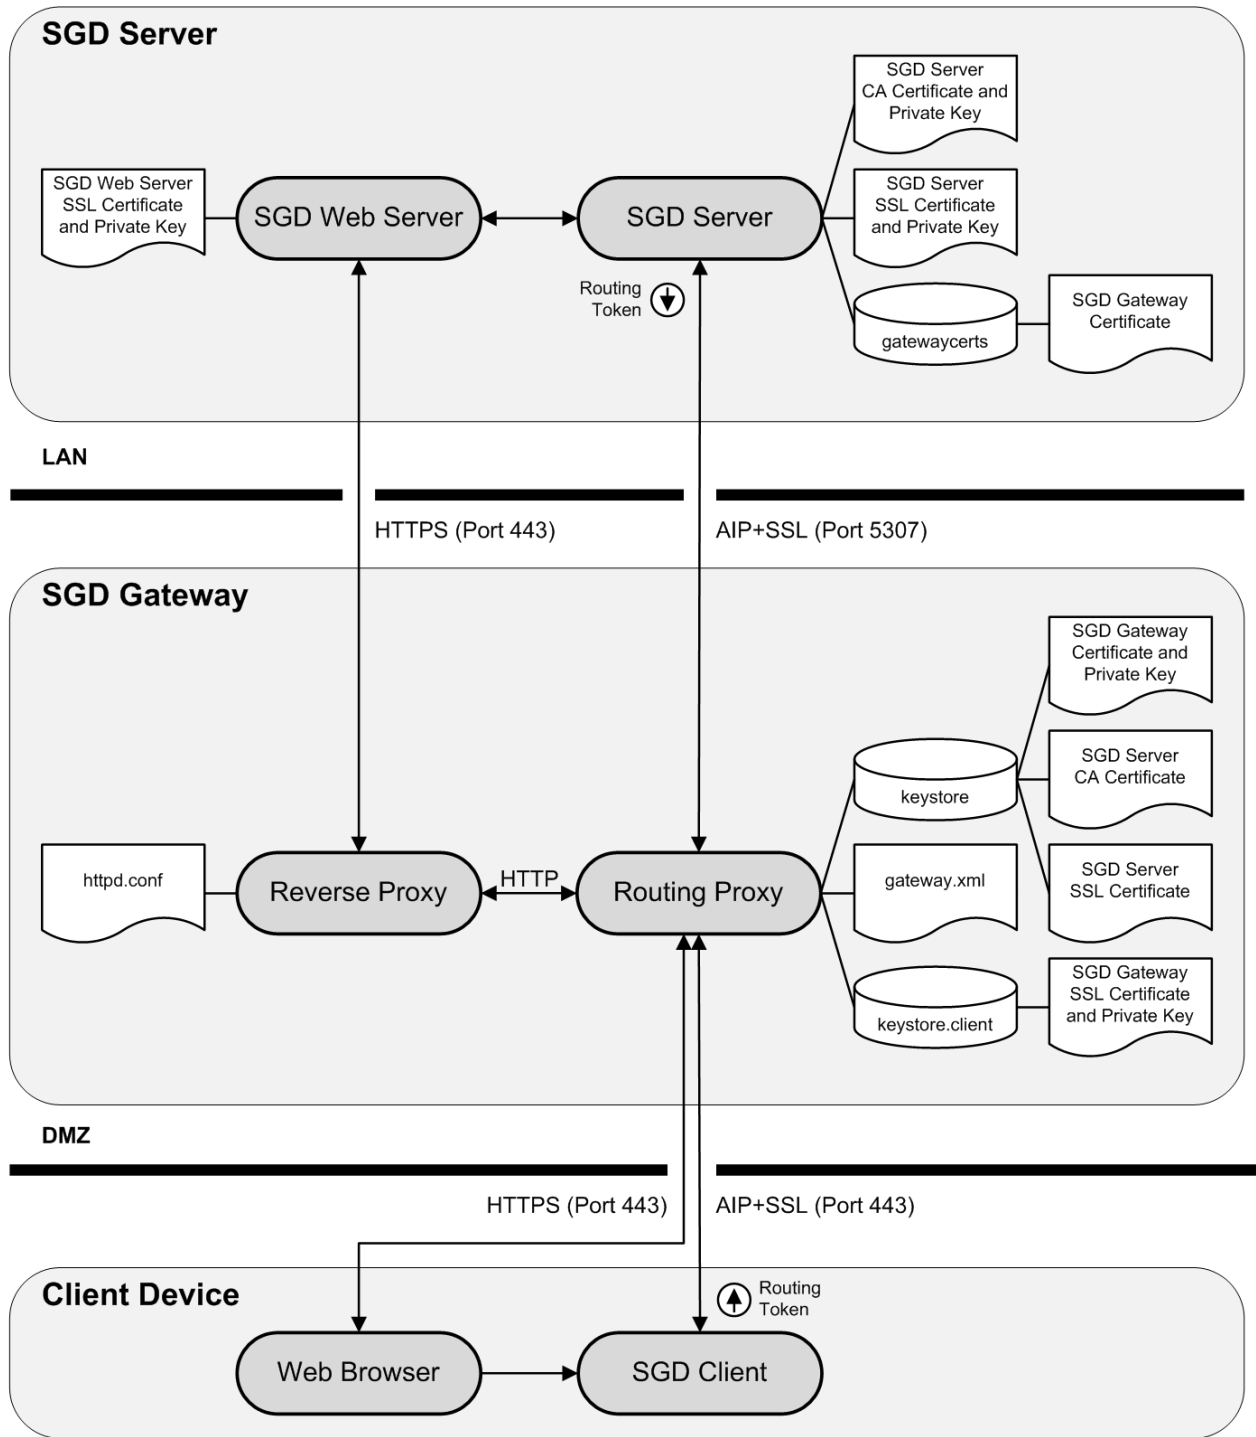 SGD Server
SGD Server
CA Certificate and
Private Key
SGD Web Server
SSL Certificate
and Private Key
SGD Web Server
SGD Server
SGD Server
SSL Certificate
and Private Key
Routing
Token
gatewaycerts
SGD Gateway
Certificate
LAN
HTTPS (Port 443)
AIP+SSL (Port 5307)
SGD Gateway
SGD Gateway
Certificate and
Private Key
keystore
SGD Server
CA Certificate
httpd.conf
Reverse Proxy
HTTP
Routing Proxy
gateway.xml
SGD Server
SSL Certificate
keystore.client
SGD Gateway
SSL Certificate
and Private Key
DMZ
HTTPS (Port 443)
AIP+SSL (Port 443)
Client Device
Routing
Token
Web Browser
SGD Client